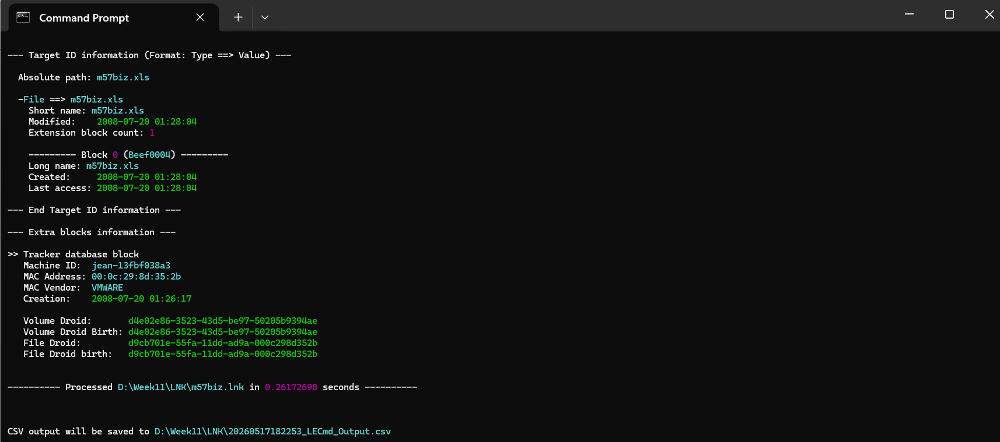 Command Prompt
--- Target ID information (Format: Type ==> Value) ---
Absolute path: m57biz.xls
-File ==> m57biz.xls
Short name: m57biz.xls
Modified:    2008-07-20 01:28:04
Extension block count: 1
--------- Block 0 (Beef0004) ---------
Long name: m57biz.xls
Created:     2008-07-20 01:28:04
Last access: 2008-07-20 01:28:04
--- End Target ID information ---
--- Extra blocks information ---
>> Tracker database block
Machine ID:  jean-13fbf038a3
MAC Address: 00:0c:29:8d:35:2b
MAC Vendor:  VMWARE
Creation:    2008-07-20 01:26:17
Volume Droid:       d4e02e86-3523-43d5-be97-50205b9394ae
Volume Droid Birth: d4e02e86-3523-43d5-be97-50205b9394ae
File Droid:         d9cb701e-55fa-11dd-ad9a-000c298d352b
File Droid birth:   d9cb701e-55fa-11dd-ad9a-000c298d352b
---------- Processed D:\Week11\LNK\m57biz.lnk in 0.26172690 seconds ----------
CSV output will be saved to D:\Week11\LNK\20260517182253_LECmd_Output.csv